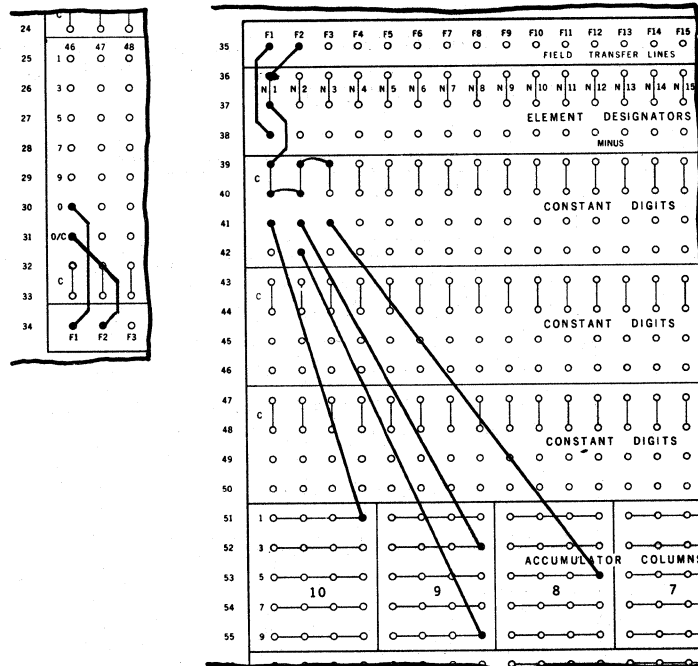 24 C
46 47 48
25 1
26 3
27 5
28 7
29 9
30 0
31 0/C
32
C
33
34 F1 F2 F3
F1 F2 F3 F4 F5 F6 F7 F8 F9 F10 F11 F12 F13 F14 F15
35
FIELD TRANSFER LINES
36
N 1 N 2 N 3 N 4 N 5 N 6 N 7 N 8 N 9 N 10 N 11 N 12 N 13 N 14 N 15
37
ELEMENT DESIGNATORS
38
MINUS
39
C
40
CONSTANT DIGITS
41
42
43
C
44
CONSTANT DIGITS
45
46
47
C
48
CONSTANT DIGITS
49
50
51 1
52 3
ACCUMULATOR COLUMNS
53 5
10 9 8 7
54 7
55 9